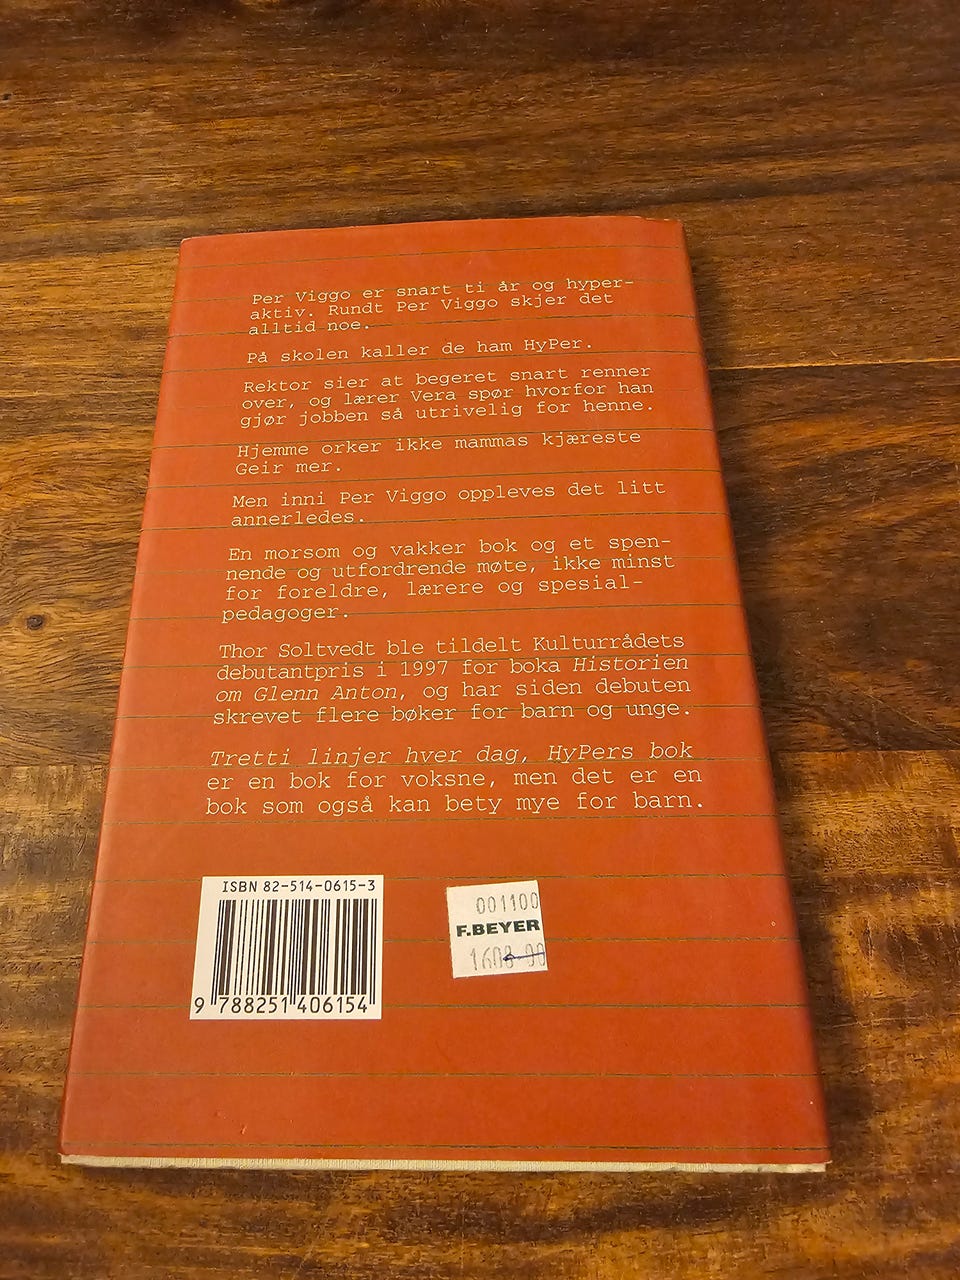 Per Viggo er snart ti år og hyper-
aktiv. Rundt Per Viggo skjer det
alltid noe.
På skolen kaller de ham HyPer.
Rektor sier at begeret snart renner
over, og lærer Vera spør hvorfor han
gjør jobben så utrivelig for henne.
Hjemme orker ikke mammas kjæreste
Geir mer.
Men inni Per Viggo oppleves det litt
annerledes.
En morsom og vakker bok og et spen-
nende og utfordrende møte, ikke minst
for foreldre, lærere og spesial-
pedagoger.
Thor Soltvedt ble tildelt Kulturrådets
debutantpris i 1997 for boka Historien
om Glenn Anton, og har siden debuten
skrevet flere bøker for barn og unge.
Tretti linjer hver dag, HyPers bok
er en bok for voksne, men det er en
bok som også kan bety mye for barn.
ISBN 82-514-0615-3
9 788251 406154
001100
F.BEYER